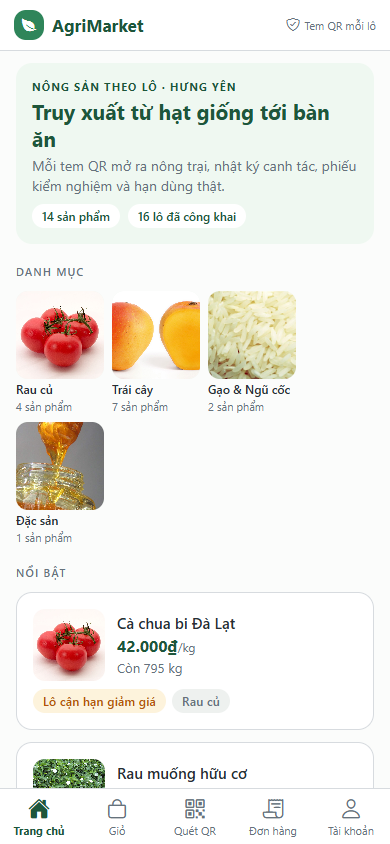 AgriMarket
Tem QR mỗi lô
NÔNG SẢN THEO LÔ · HƯNG YÊN
Truy xuất từ hạt giống tới bàn
ăn
Mỗi tem QR mở ra nông trại, nhật ký canh tác, phiếu
kiểm nghiệm và hạn dùng thật.
14 sản phẩm
16 lô đã công khai
DANH MỤC
Rau củ
4 sản phẩm
Trái cây
7 sản phẩm
Gạo & Ngũ cốc
2 sản phẩm
Đặc sản
1 sản phẩm
NỔI BẬT
Cà chua bi Đà Lạt
42.000₫/kg
Còn 795 kg
Lô cận hạn giảm giá
Rau củ
Rau muống hữu cơ
Trang chủ
Giỏ
Quét QR
Đơn hàng
Tài khoản